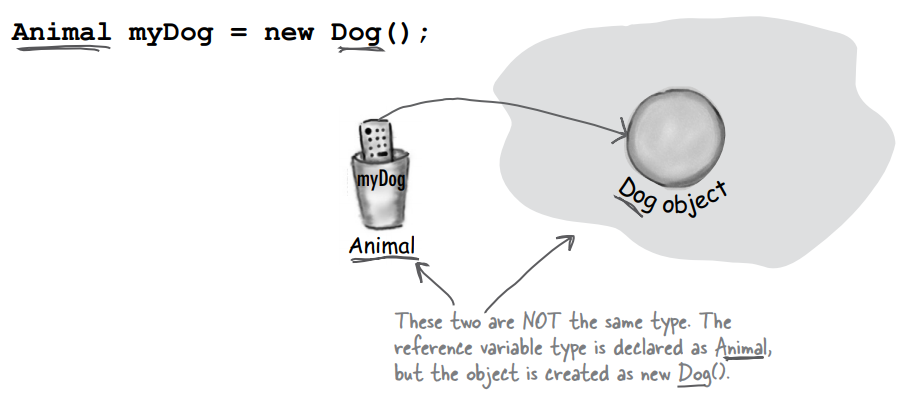 Animal myDog = new Dog();
myDog
Dog object
Animal
These two are NOT the same type. The
reference variable type is declared as Animal,
but the object is created as new Dog().